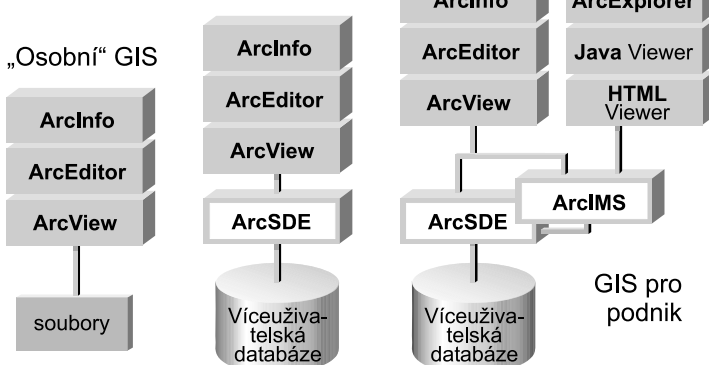 „Osobní“ GIS
ArcInfo
ArcEditor
ArcView
soubory
ArcInfo
ArcEditor
ArcView
ArcSDE
Víceuživa-
telská
databáze
ArcInfo
ArcEditor
ArcView
ArcSDE
Víceuživa-
telská
databáze
ArcExplorer
Java Viewer
HTML
Viewer
ArcIMS
GIS pro
podnik